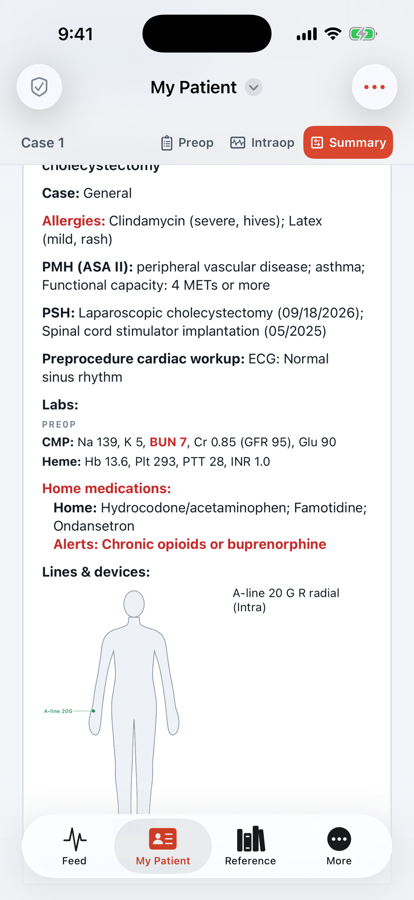 9:41
My Patient
Case 1
Preop
Intraop
Summary
cholecystectomy
Case: General
Allergies: Clindamycin (severe, hives); Latex
(mild, rash)
PMH (ASA II): peripheral vascular disease; asthma;
Functional capacity: 4 METs or more
PSH: Laparoscopic cholecystectomy (09/18/2026);
Spinal cord stimulator implantation (05/2025)
Preprocedure cardiac workup: ECG: Normal
sinus rhythm
Labs:
PREOP
CMP: Na 139, K 5, BUN 7, Cr 0.85 (GFR 95), Glu 90
Heme: Hb 13.6, Plt 293, PTT 28, INR 1.0
Home medications:
Home: Hydrocodone/acetaminophen; Famotidine;
Ondansetron
Alerts: Chronic opioids or buprenorphine
Lines & devices:
A-line 20 G R radial
(Intra)
A-line 20G
Feed
My Patient
Reference
More